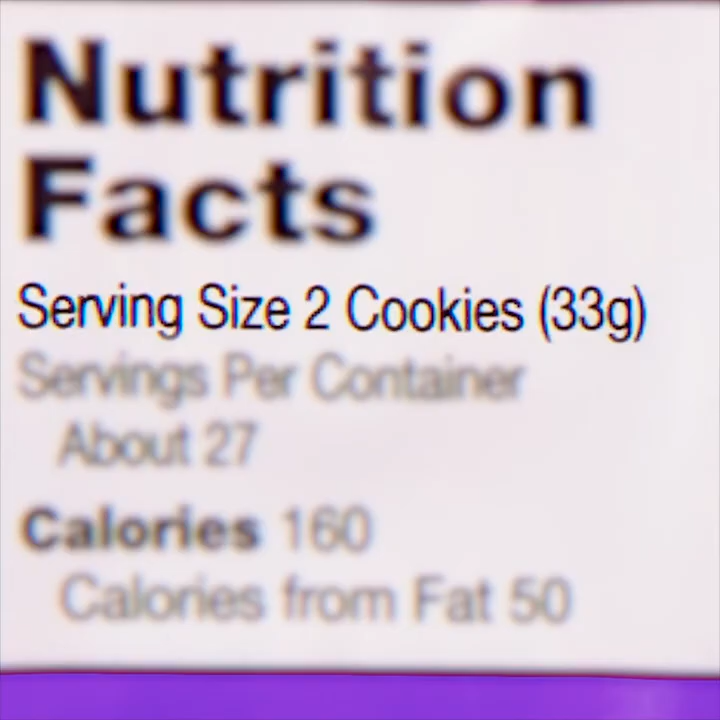 Nutrition
Facts
Serving Size 2 Cookies (33g)
Servings Per Container
About 27
Calories 160
Calories from Fat 50